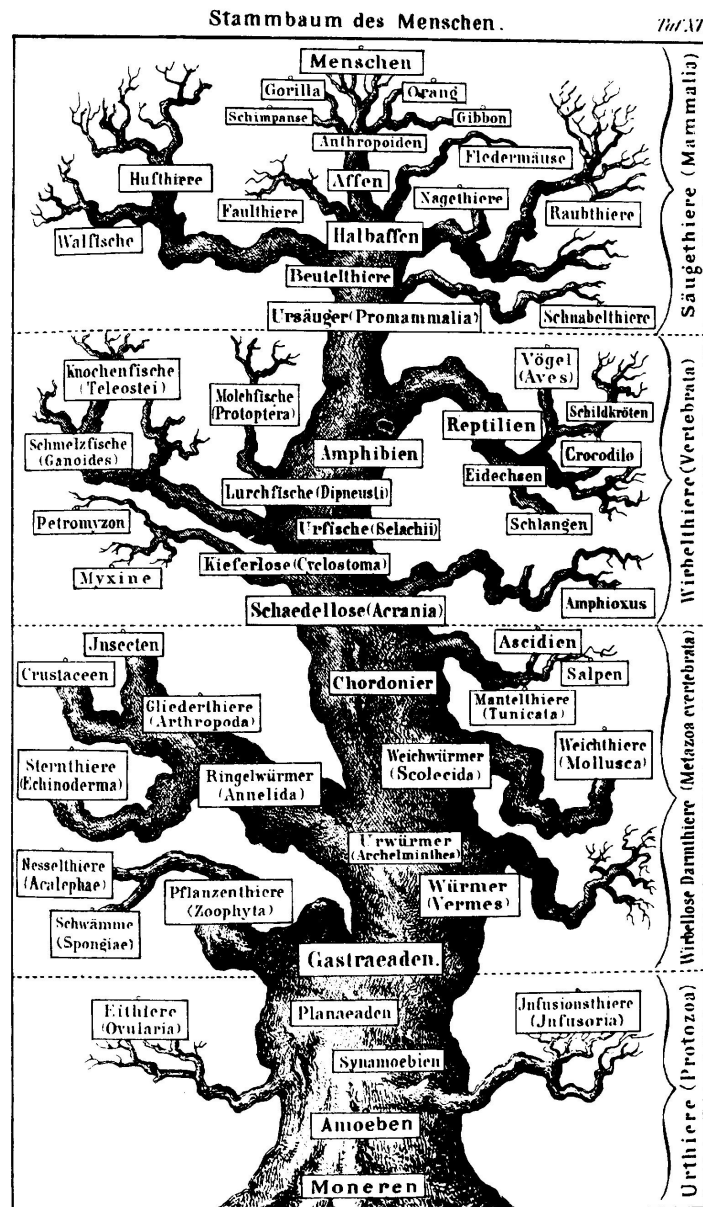 Stammbaum des Menschen.
Menschen
Gorilla
Orang
Schimpanse
Gibbon
Anthropoiden
Fledermäuse
Hufthiere
Affen
Nagethiere
Faulthiere
Raubthiere
Walfische
Halbaffen
Beutelthiere
Ursäuger (Promammalia)
Schnabelthiere
Säugethiere (Mammalia)
Knochenfische
(Teleostei)
Molchfische
(Protoptera)
Vögel
(Aves)
Schildkröten
Schmelzfische
(Ganoides)
Reptilien
Amphibien
Crocodile
Eidechsen
Lurchfische (Dipneusti)
Petromyzon
Urfische (Selachii)
Schlangen
Kieferlose (Cyclostoma)
Myxine
Schaedellose (Acrania)
Amphioxus
Wirbelthiere (Vertebrata)
Jnsecten
Ascidien
Crustaceen
Salpen
Chordonier
Gliederthiere
(Arthropoda)
Mantelthiere
(Tunicata)
Sternthiere
(Echinoderma)
Ringelwürmer
(Annelida)
Weichwürmer
(Scolecida)
Weichthiere
(Mollusca)
Urwürmer
(Archelminthes)
Nesselthiere
(Acalephae)
Pflanzenthiere
(Zoophyta)
Würmer
(Vermes)
Schwämme
(Spongiae)
Gastraeaden.
Wirbellose Darmthiere (Metazoa evertebrata)
Eithiere
(Ovularia)
Planaeaden
Jnfusionsthiere
(Jnfusoria)
Synamoebien
Amoeben
Moneren
Urthiere (Protozoa)